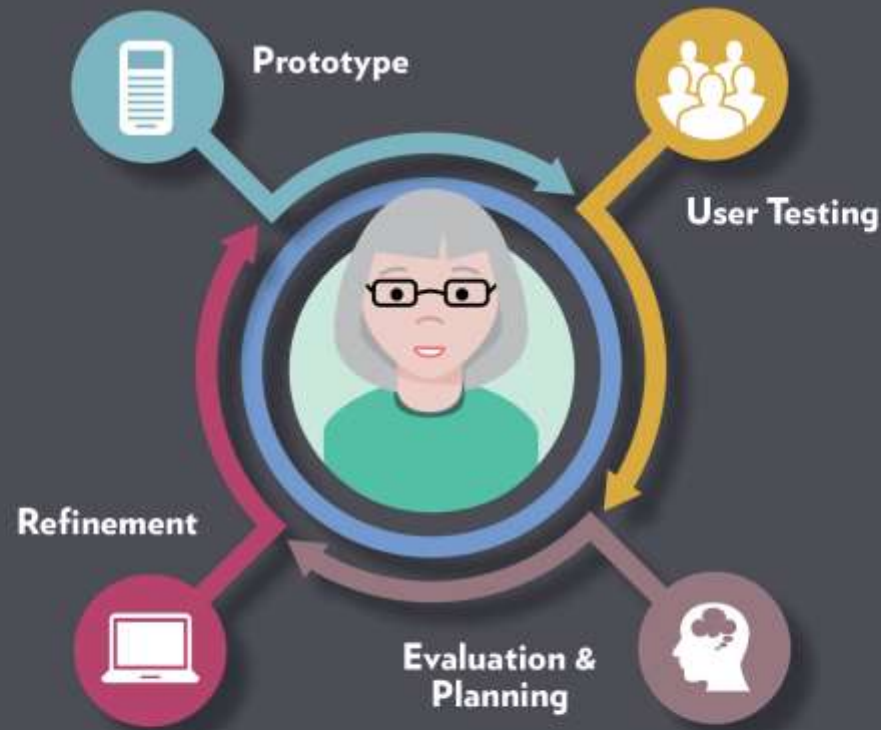 Prototype
User Testing
Refinement
Evaluation &
Planning